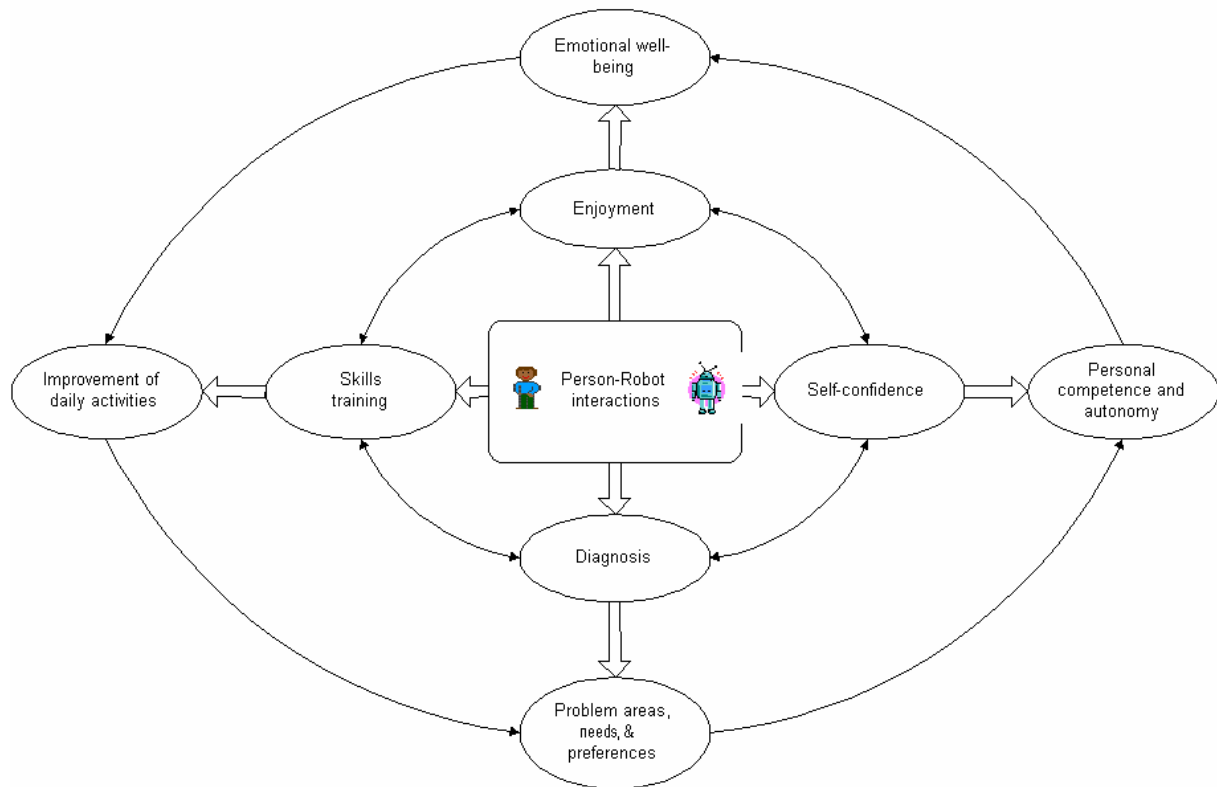 Emotional well-
being
Enjoyment
Improvement of
daily activities
Skills
training
Person-Robot
interactions
Self-confidence
Personal
competence and
autonomy
Diagnosis
Problem areas,
needs, &
preferences